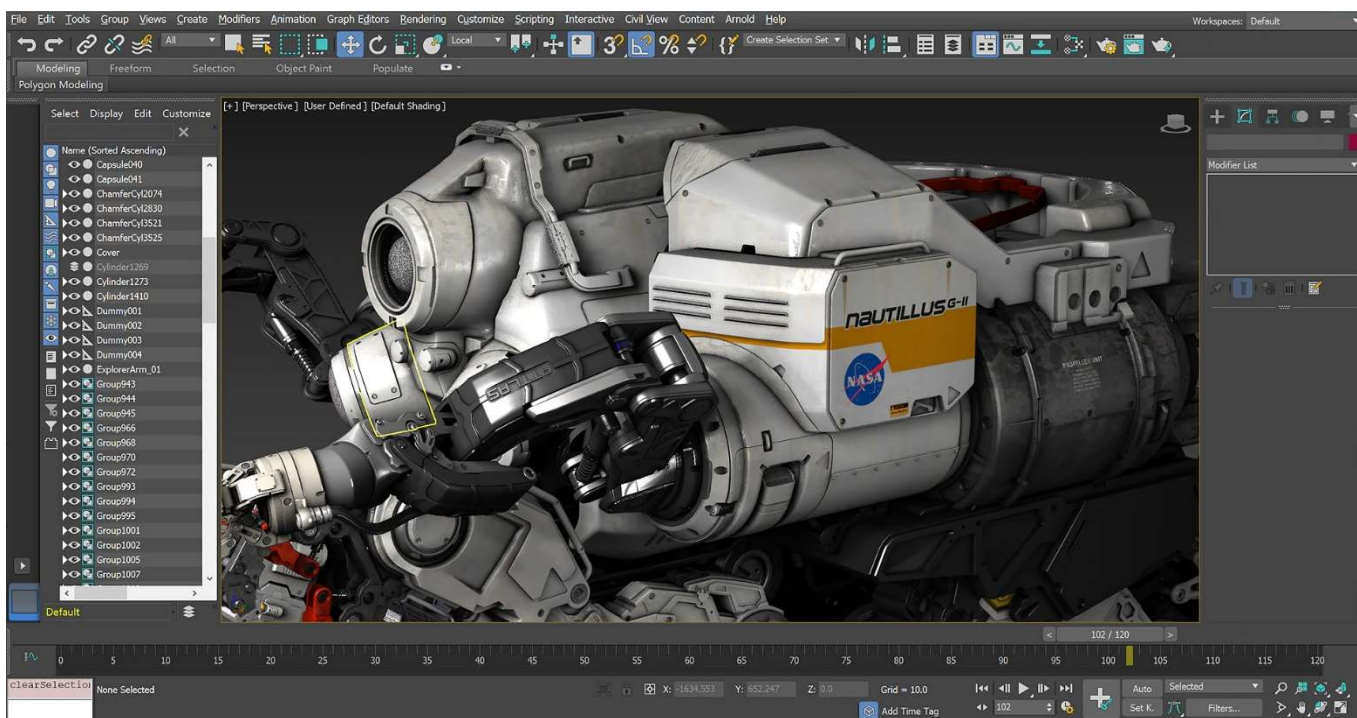 File Edit Tools Group Views Create Modifiers Animation Graph Editors Rendering Customize Scripting Interactive Civil View Content Arnold Help
Workspaces: Default
All
Local
Create Selection Set
Modeling Freeform Selection Object Paint Populate
Polygon Modeling
Select Display Edit Customize
Name (Sorted Ascending)
Capsule040
Capsule041
ChamferCyl2074
ChamferCyl2830
ChamferCyl3521
ChamferCyl3525
Cover
Cylinder1269
Cylinder1273
Cylinder1410
Dummy001
Dummy002
Dummy003
Dummy004
ExplorerArm_01
Group943
Group944
Group945
Group966
Group968
Group970
Group972
Group993
Group994
Group995
Group1001
Group1002
Group1005
Group1007
Default
[+] [Perspective] [User Defined] [Default Shading]
NAUTILLUS G-II
NASA
PROPELLER UNIT
Modifier List
102 / 120
0 5 10 15 20 25 30 35 40 45 50 55 60 65 70 75 80 85 90 95 100 105 110 115 120
clearSelectio
None Selected
X: -1634.553 Y: 652.247 Z: 0.0 Grid = 10.0
Add Time Tag
102
Auto Selected
Set K. Filters...